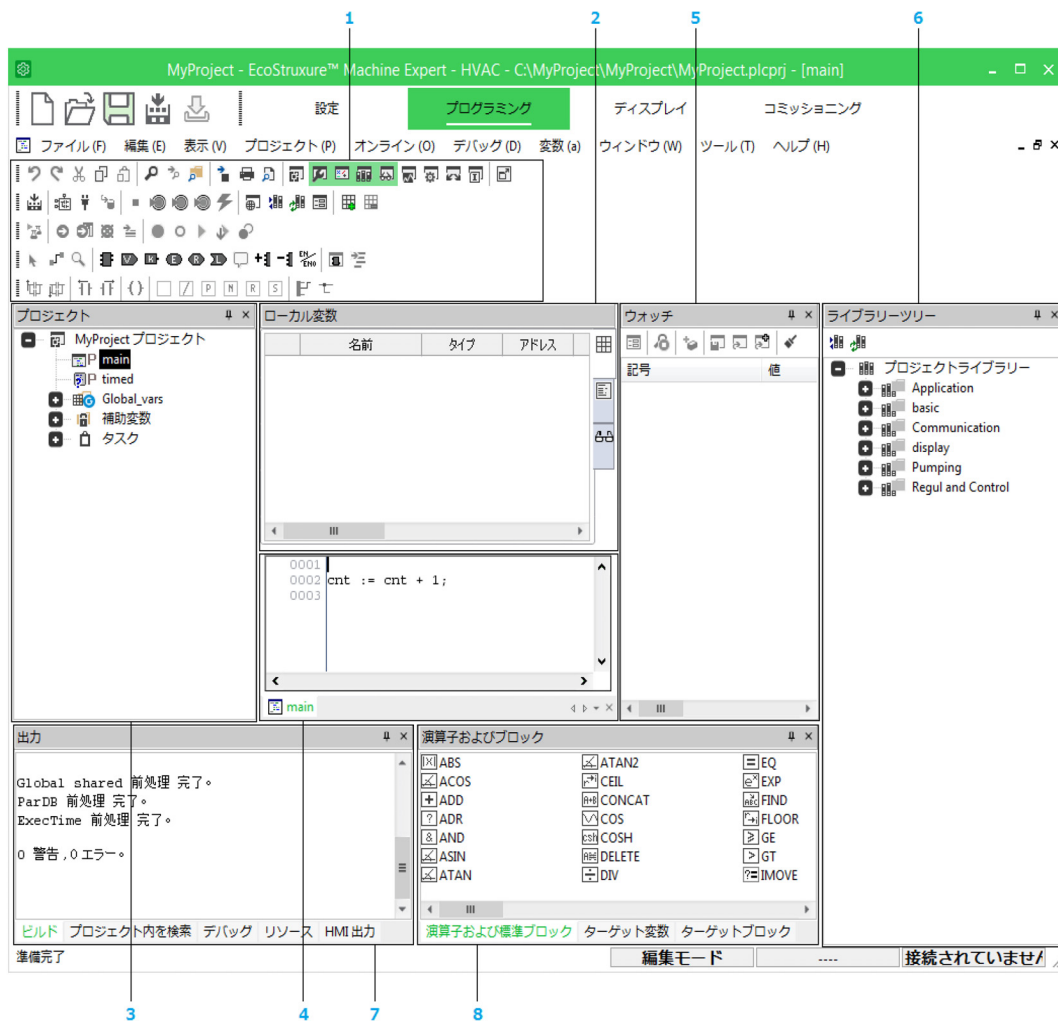 1 2 5 6
MyProject - EcoStruxure™ Machine Expert - HVAC - C:\MyProject\MyProject\MyProject.plcprj - [main]
設定 プログラミング ディスプレイ コミッショニング
ファイル(F) 編集(E) 表示(V) プロジェクト(P) オンライン(O) デバッグ(D) 変数(a) ウィンドウ(W) ツール(T) ヘルプ(H)
EN/ENO
P N R S
プロジェクト
MyProject プロジェクト
P main
P timed
Global_vars
補助変数
タスク
ローカル変数
名前 タイプ アドレス
0001
0002 cnt := cnt + 1;
0003
main
ウォッチ
記号 値
ライブラリーツリー
プロジェクトライブラリー
Application
basic
Communication
display
Pumping
Regul and Control
出力
Global shared 前処理 完了。
ParDB 前処理 完了。
ExecTime 前処理 完了。
0 警告,0エラー。
ビルド プロジェクト内を検索 デバッグ リソース HMI出力
演算子およびブロック
ABS ATAN2 EQ
ACOS CEIL EXP
ADD CONCAT FIND
ADR COS FLOOR
AND COSH GE
ASIN DELETE GT
ATAN DIV IMOVE
演算子および標準ブロック ターゲット変数 ターゲットブロック
準備完了 編集モード ---- 接続されていませ
3 4 7 8